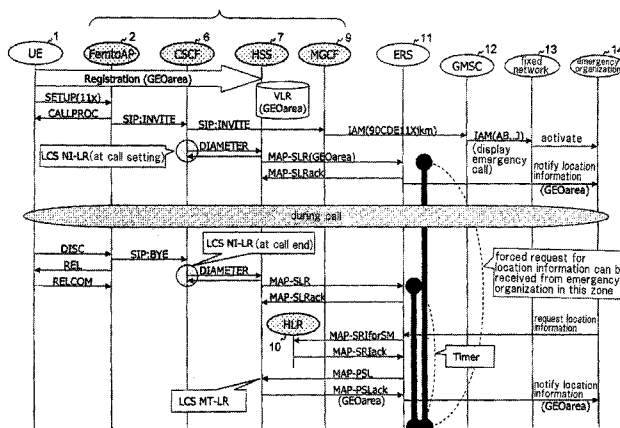 1
2
6
7
9
11
12
13
14
UE
FemtoAP
CSCF
HSS
MGCF
ERS
GMSC
fixed
network
emergency
organization
Registration (GEOarea)
VLR
(GEOarea)
SETUP(11x)
CALLPROC
SIP:INVITE
SIP:INVITE
IAM(90CDE11Xjkm)
IAM(AB..J)
(display
emergency
call)
activate
LCS NI-LR(at call setting)
DIAMETER
MAP-SLR(GEOarea)
MAP-SLRack
notify location
information
(GEOarea)
during call
DISC
REL
RELCOM
SIP:BYE
LCS NI-LR(at call end)
DIAMETER
MAP-SLR
MAP-SLRack
forced request for
location information can be
received from emergency
organization in this zone
HLR
10
MAP-SRIforSM
MAP-SRIack
request location
information
Timer
LCS MT-LR
MAP-PSL
MAP-PSLack
(GEOarea)
notify location
information
(GEOarea)